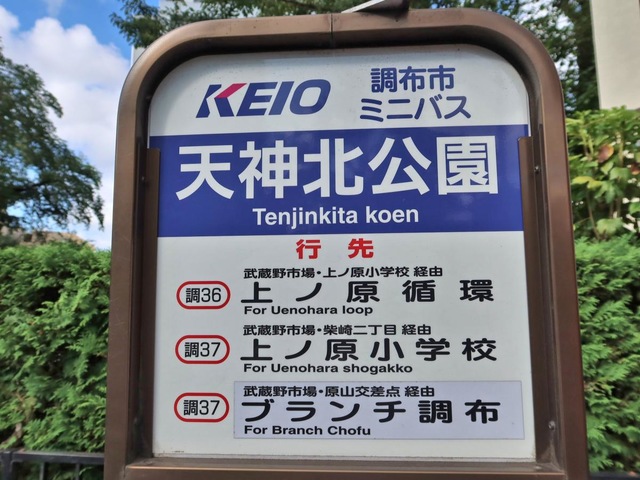 KEIO
調布市
ミニバス
天神北公園
Tenjinkita koen
行先
武蔵野市場・上ノ原小学校 経由
調36 上ノ原循環
For Uenohara loop
武蔵野市場・柴崎二丁目 経由
調37 上ノ原小学校
For Uenohara shogakko
武蔵野市場・原山交差点 経由
調37 ブランチ調布
For Branch Chofu